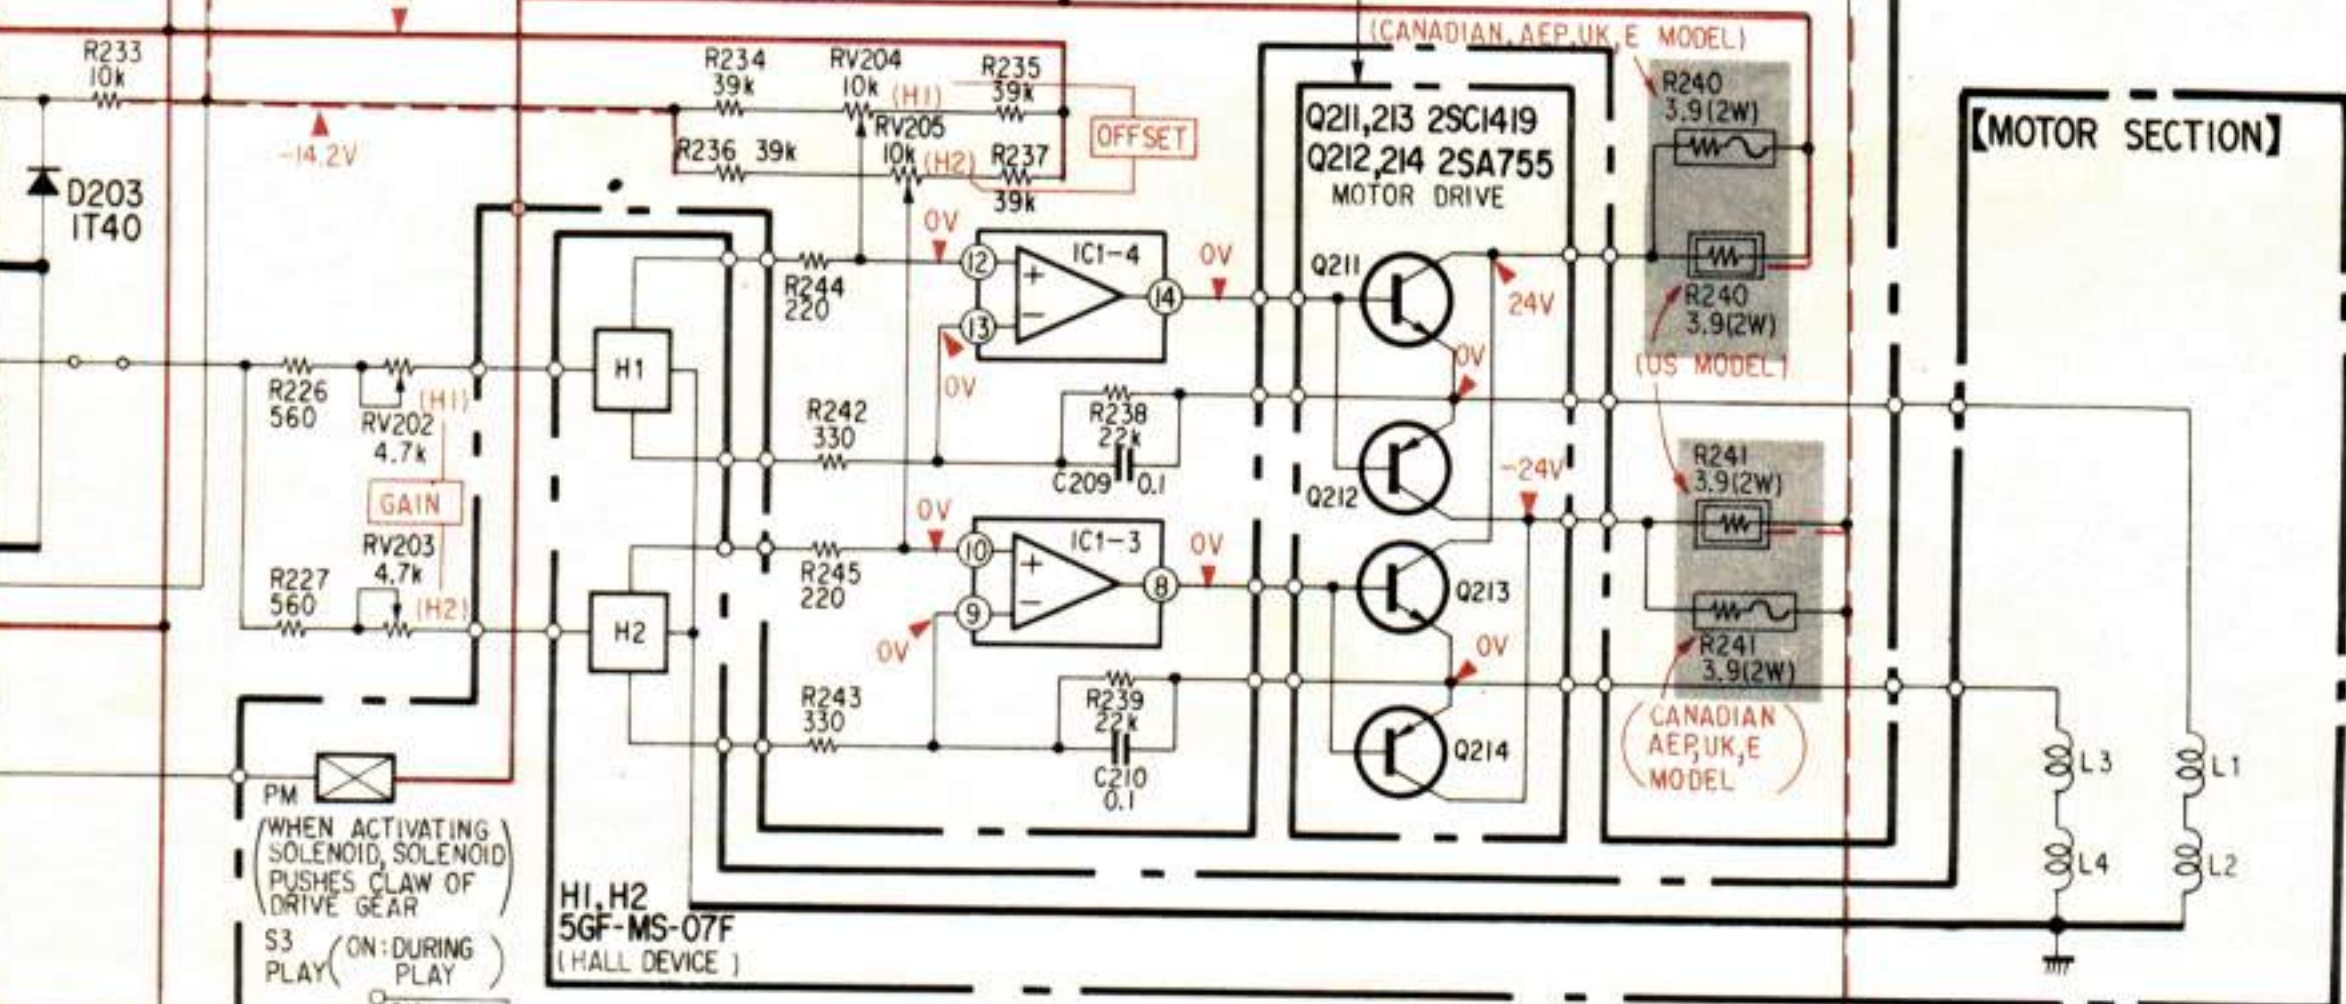 R233
10k
-14.2V
D203
1T40
R234
39k
RV204
10k
(H1)
R235
39k
OFFSET
RV205
10k
(H2)
R236 39k
R237
39k
(CANADIAN, AEP, UK, E MODEL)
Q211,213 2SC1419
Q212,214 2SA755
MOTOR DRIVE
R240
3.9(2W)
R240
3.9(2W)
(US MODEL)
【MOTOR SECTION】
R226
560
RV202
4.7k
(H1)
GAIN
RV203
4.7k
(H2)
R227
560
H1
H2
R244
220
0V
12
13
IC1-4
+
−
14
0V
0V
R242
330
R238
22k
C209 0.1
Q211
24V
0V
Q212
-24V
R241
3.9(2W)
R245
220
0V
10
9
IC1-3
+
−
8
0V
0V
R243
330
R239
22k
C210
0.1
Q213
0V
Q214
R241
3.9(2W)
(CANADIAN
AEP,UK,E
MODEL)
L3
L1
L4
L2
PM
(WHEN ACTIVATING
SOLENOID, SOLENOID
PUSHES CLAW OF
DRIVE GEAR)
S3
PLAY (ON:DURING
PLAY)
H1,H2
5GF-MS-07F
(HALL DEVICE)